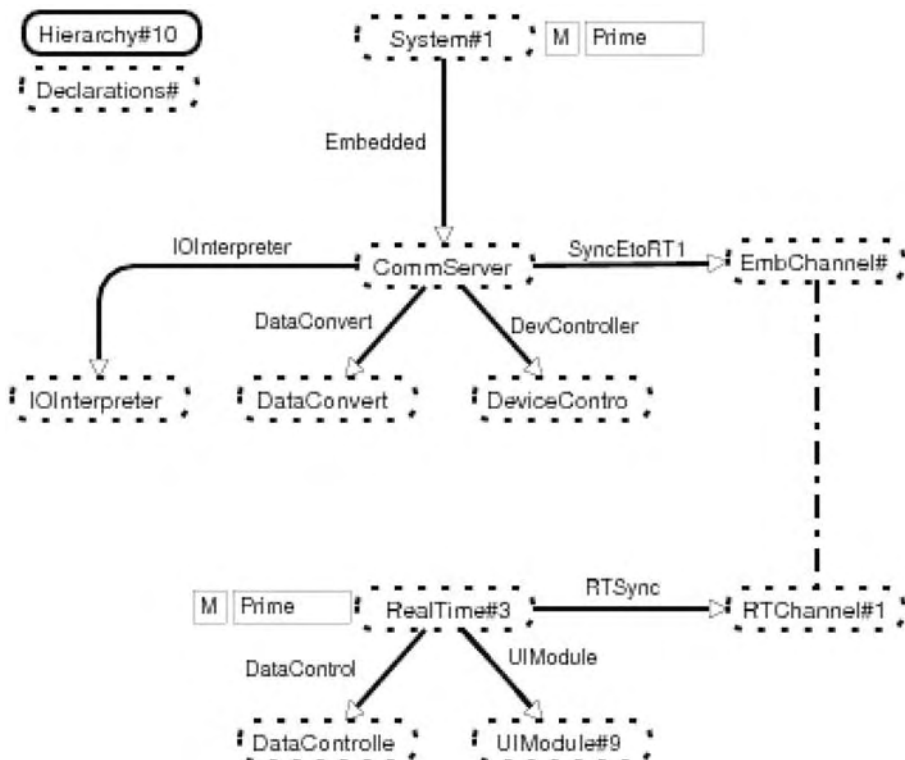 Hierarchy#10
System#1
M
Prime
Declarations#
Embedded
IOInterpreter
CommServer
SyncEtoRT1
EmbChannel#
DataConvert
DevController
IOInterpreter
DataConvert
DeviceContro
M
Prime
RealTime#3
RTSync
RTChannel#1
DataControl
UIModule
DataControlle
UIModule#9